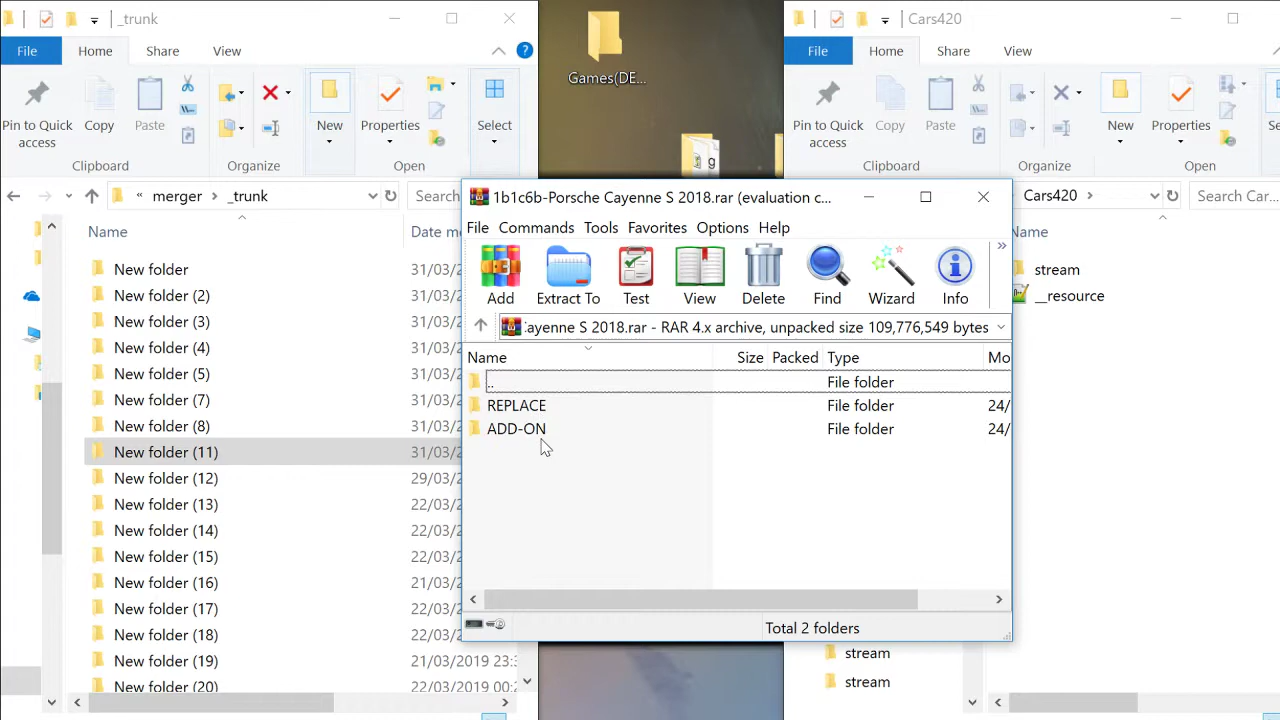 _trunk
File Home Share View
Pin to Quick access
Copy
Paste
New
Properties
Select
Clipboard
Organize
Open
« merger › _trunk
Search
Name
Date mo
New folder 31/03/2
New folder (2) 31/03/2
New folder (3) 31/03/2
New folder (4) 31/03/2
New folder (5) 31/03/2
New folder (7) 31/03/2
New folder (8) 31/03/2
New folder (11) 31/03/2
New folder (12) 29/03/2
New folder (13) 22/03/2
New folder (14) 22/03/2
New folder (15) 22/03/2
New folder (16) 21/03/2
New folder (17) 22/03/2
New folder (18) 22/03/2
New folder (19) 21/03/2019 23:3
New folder (20) 22/03/2019 00:2
Games(DE...
g
1b1c6b-Porsche Cayenne S 2018.rar (evaluation c...
File Commands Tools Favorites Options Help
Add Extract To Test View Delete Find Wizard Info
ayenne S 2018.rar - RAR 4.x archive, unpacked size 109,776,549 bytes
Name Size Packed Type Mo
.. File folder
REPLACE File folder 24/
ADD-ON File folder 24/
Total 2 folders
Cars420
File Home Share View
Pin to Quick access
Copy
Paste
New
Properties
Se
Clipboard
Organize
Open
Cars420 ›
Search Car
Name
stream
__resource
stream
stream